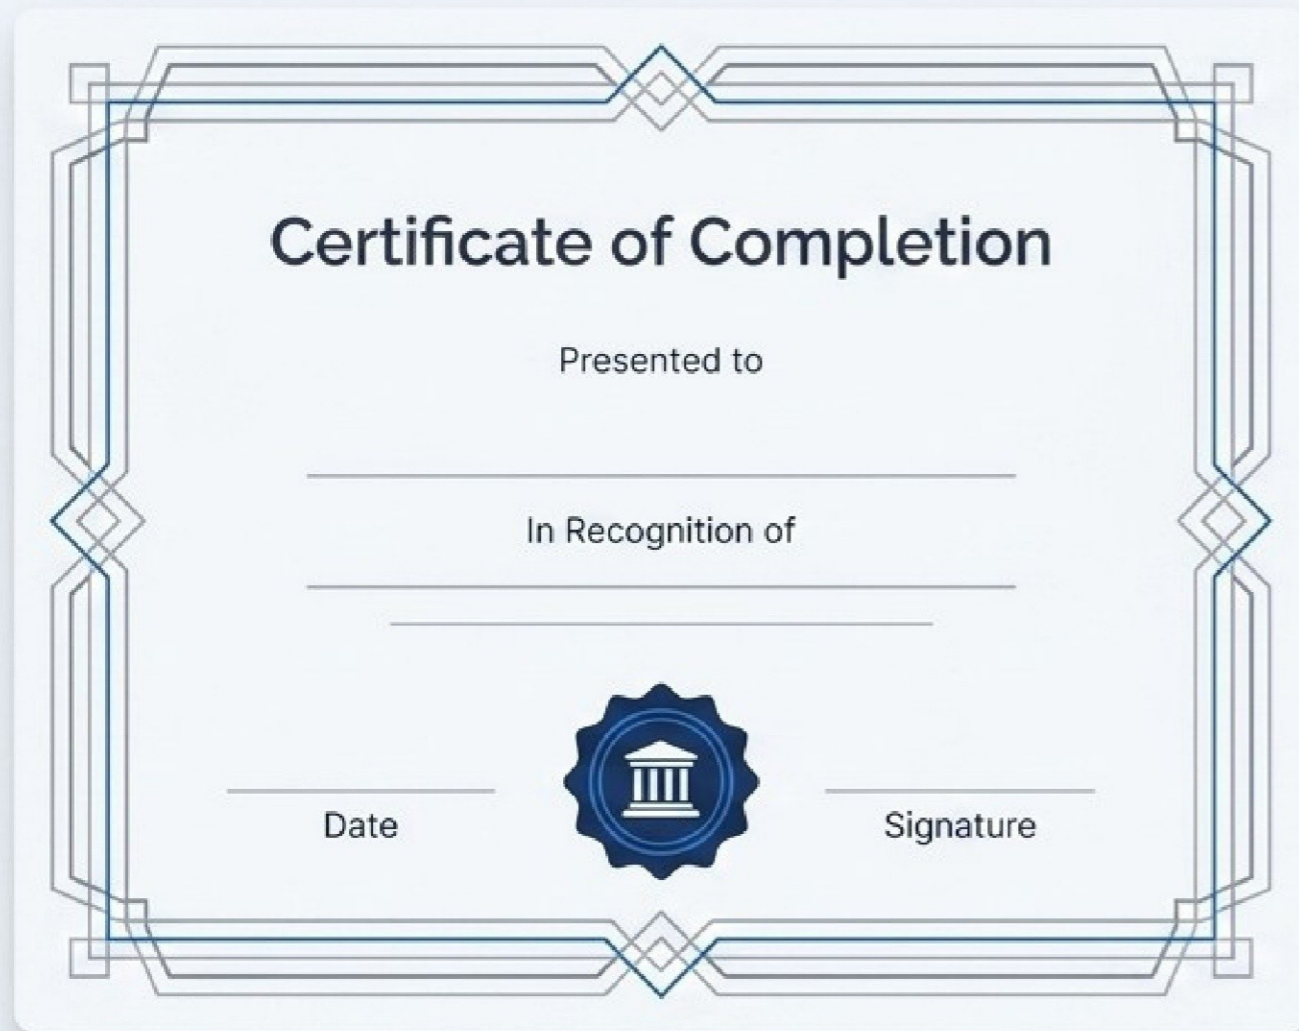 Certificate of Completion
Presented to
In Recognition of
Date
Signature